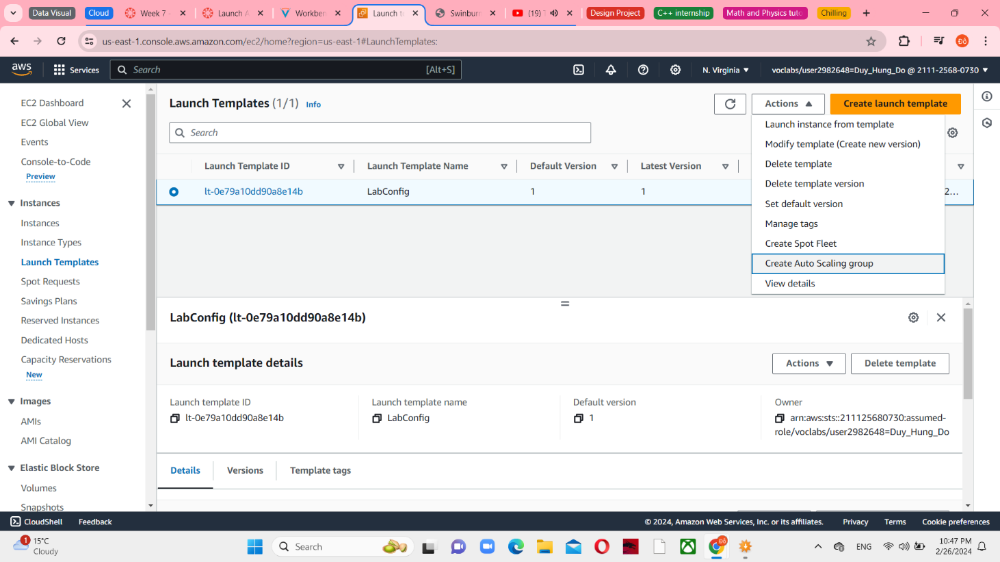 Data Visual
Cloud
Week 7 -
Launch A
Workben
Launch te
Swinburn
(19) T
Design Project
C++ internship
Math and Physics tuto
Chilling
us-east-1.console.aws.amazon.com/ec2/home?region=us-east-1#LaunchTemplates:
Đô
aws
Services
Search
[Alt+S]
N. Virginia
voclabs/user2982648=Duy_Hung_Do @ 2111-2568-0730
EC2 Dashboard
EC2 Global View
Events
Console-to-Code
Preview
Instances
Instances
Instance Types
Launch Templates
Spot Requests
Savings Plans
Reserved Instances
Dedicated Hosts
Capacity Reservations
New
Images
AMIs
AMI Catalog
Elastic Block Store
Volumes
Snapshots
Launch Templates (1/1) Info
Actions
Create launch template
Search
Launch instance from template
Modify template (Create new version)
Delete template
Delete template version
Set default version
Manage tags
Create Spot Fleet
Create Auto Scaling group
View details
Launch Template ID
Launch Template Name
Default Version
Latest Version
lt-0e79a10dd90a8e14b
LabConfig
1
1
2...
LabConfig (lt-0e79a10dd90a8e14b)
Launch template details
Actions
Delete template
Launch template ID
lt-0e79a10dd90a8e14b
Launch template name
LabConfig
Default version
1
Owner
arn:aws:sts::211125680730:assumed-
role/voclabs/user2982648=Duy_Hung_Do
Details
Versions
Template tags
CloudShell
Feedback
© 2024, Amazon Web Services, Inc. or its affiliates.
Privacy
Terms
Cookie preferences
1
15°C
Cloudy
Search
Đô
ENG
10:47 PM
2/26/2024